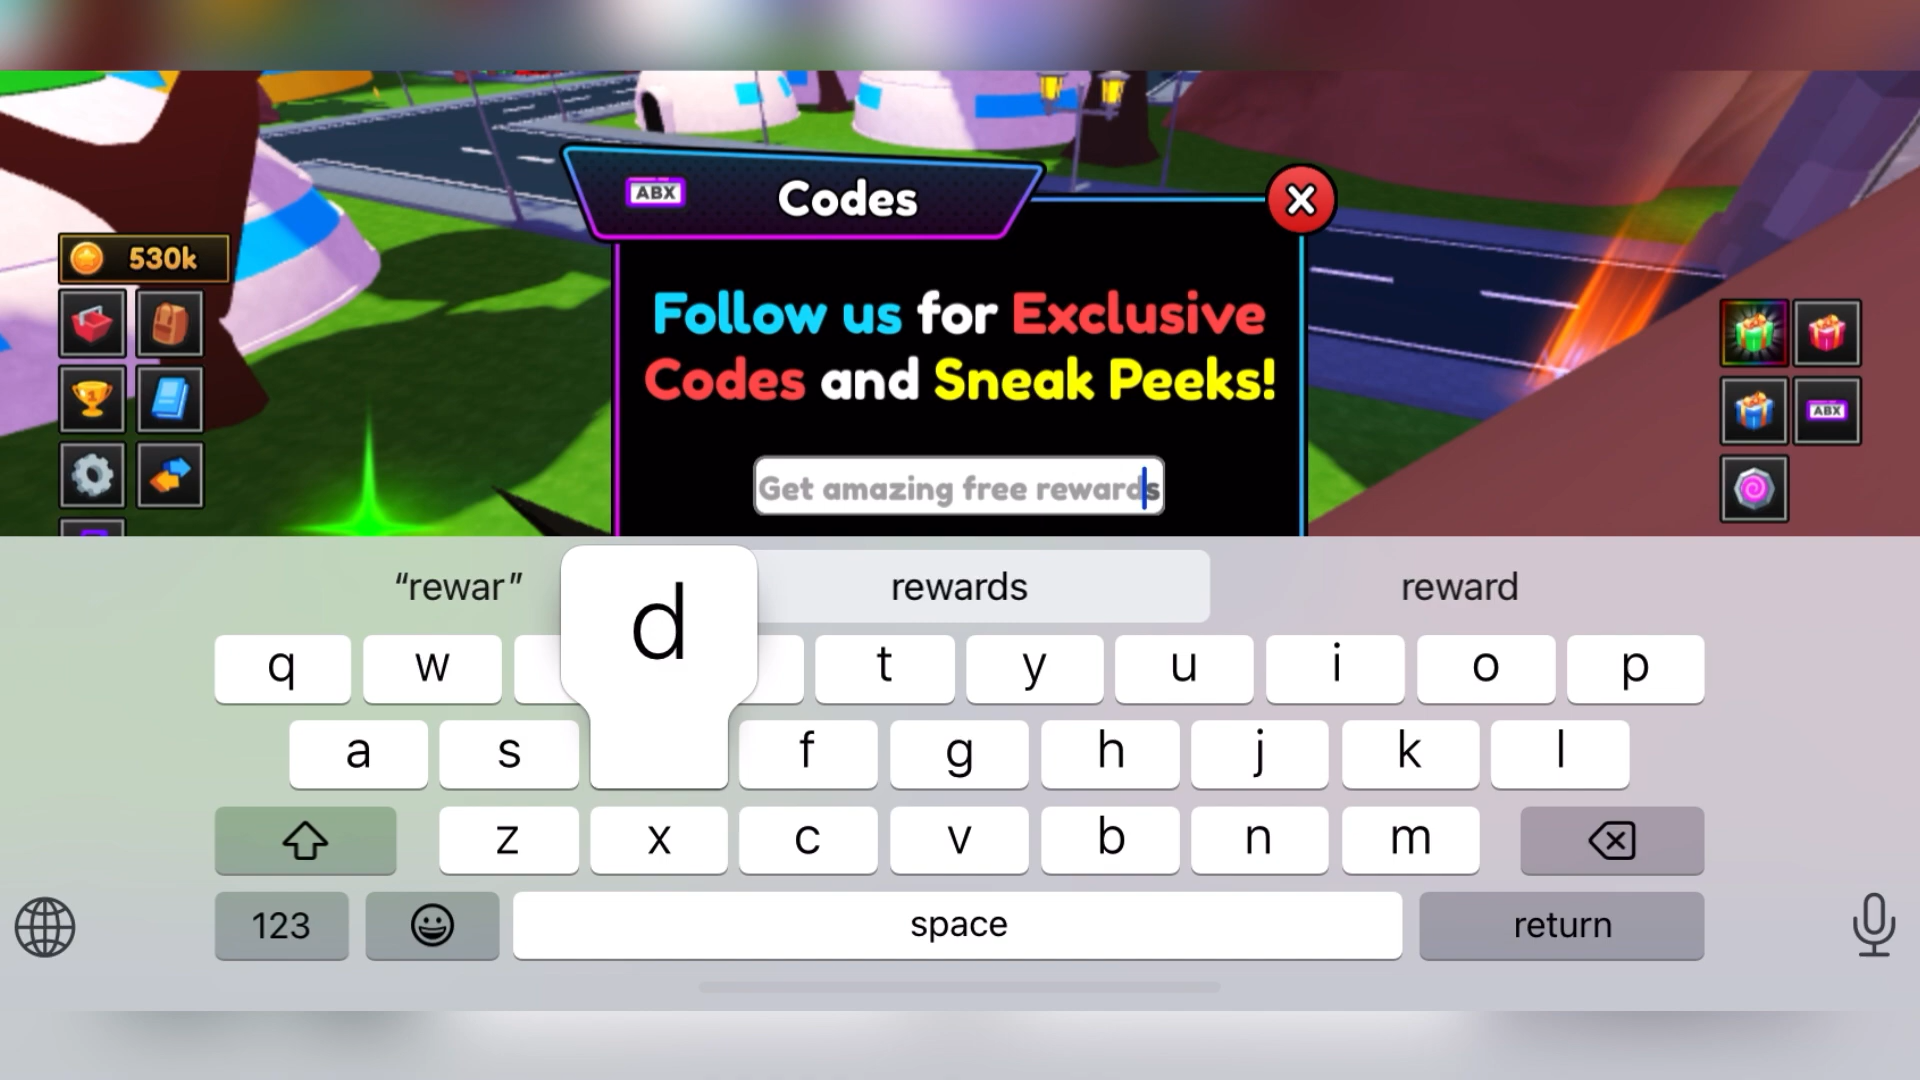 ABX
Codes
530k
Follow us for Exclusive
Codes and Sneak Peeks!
ABX
Get amazing free rewards
“rewar”
rewards
reward
d
q w t y u i o p
a s f g h j k l
z x c v b n m
123
space
return